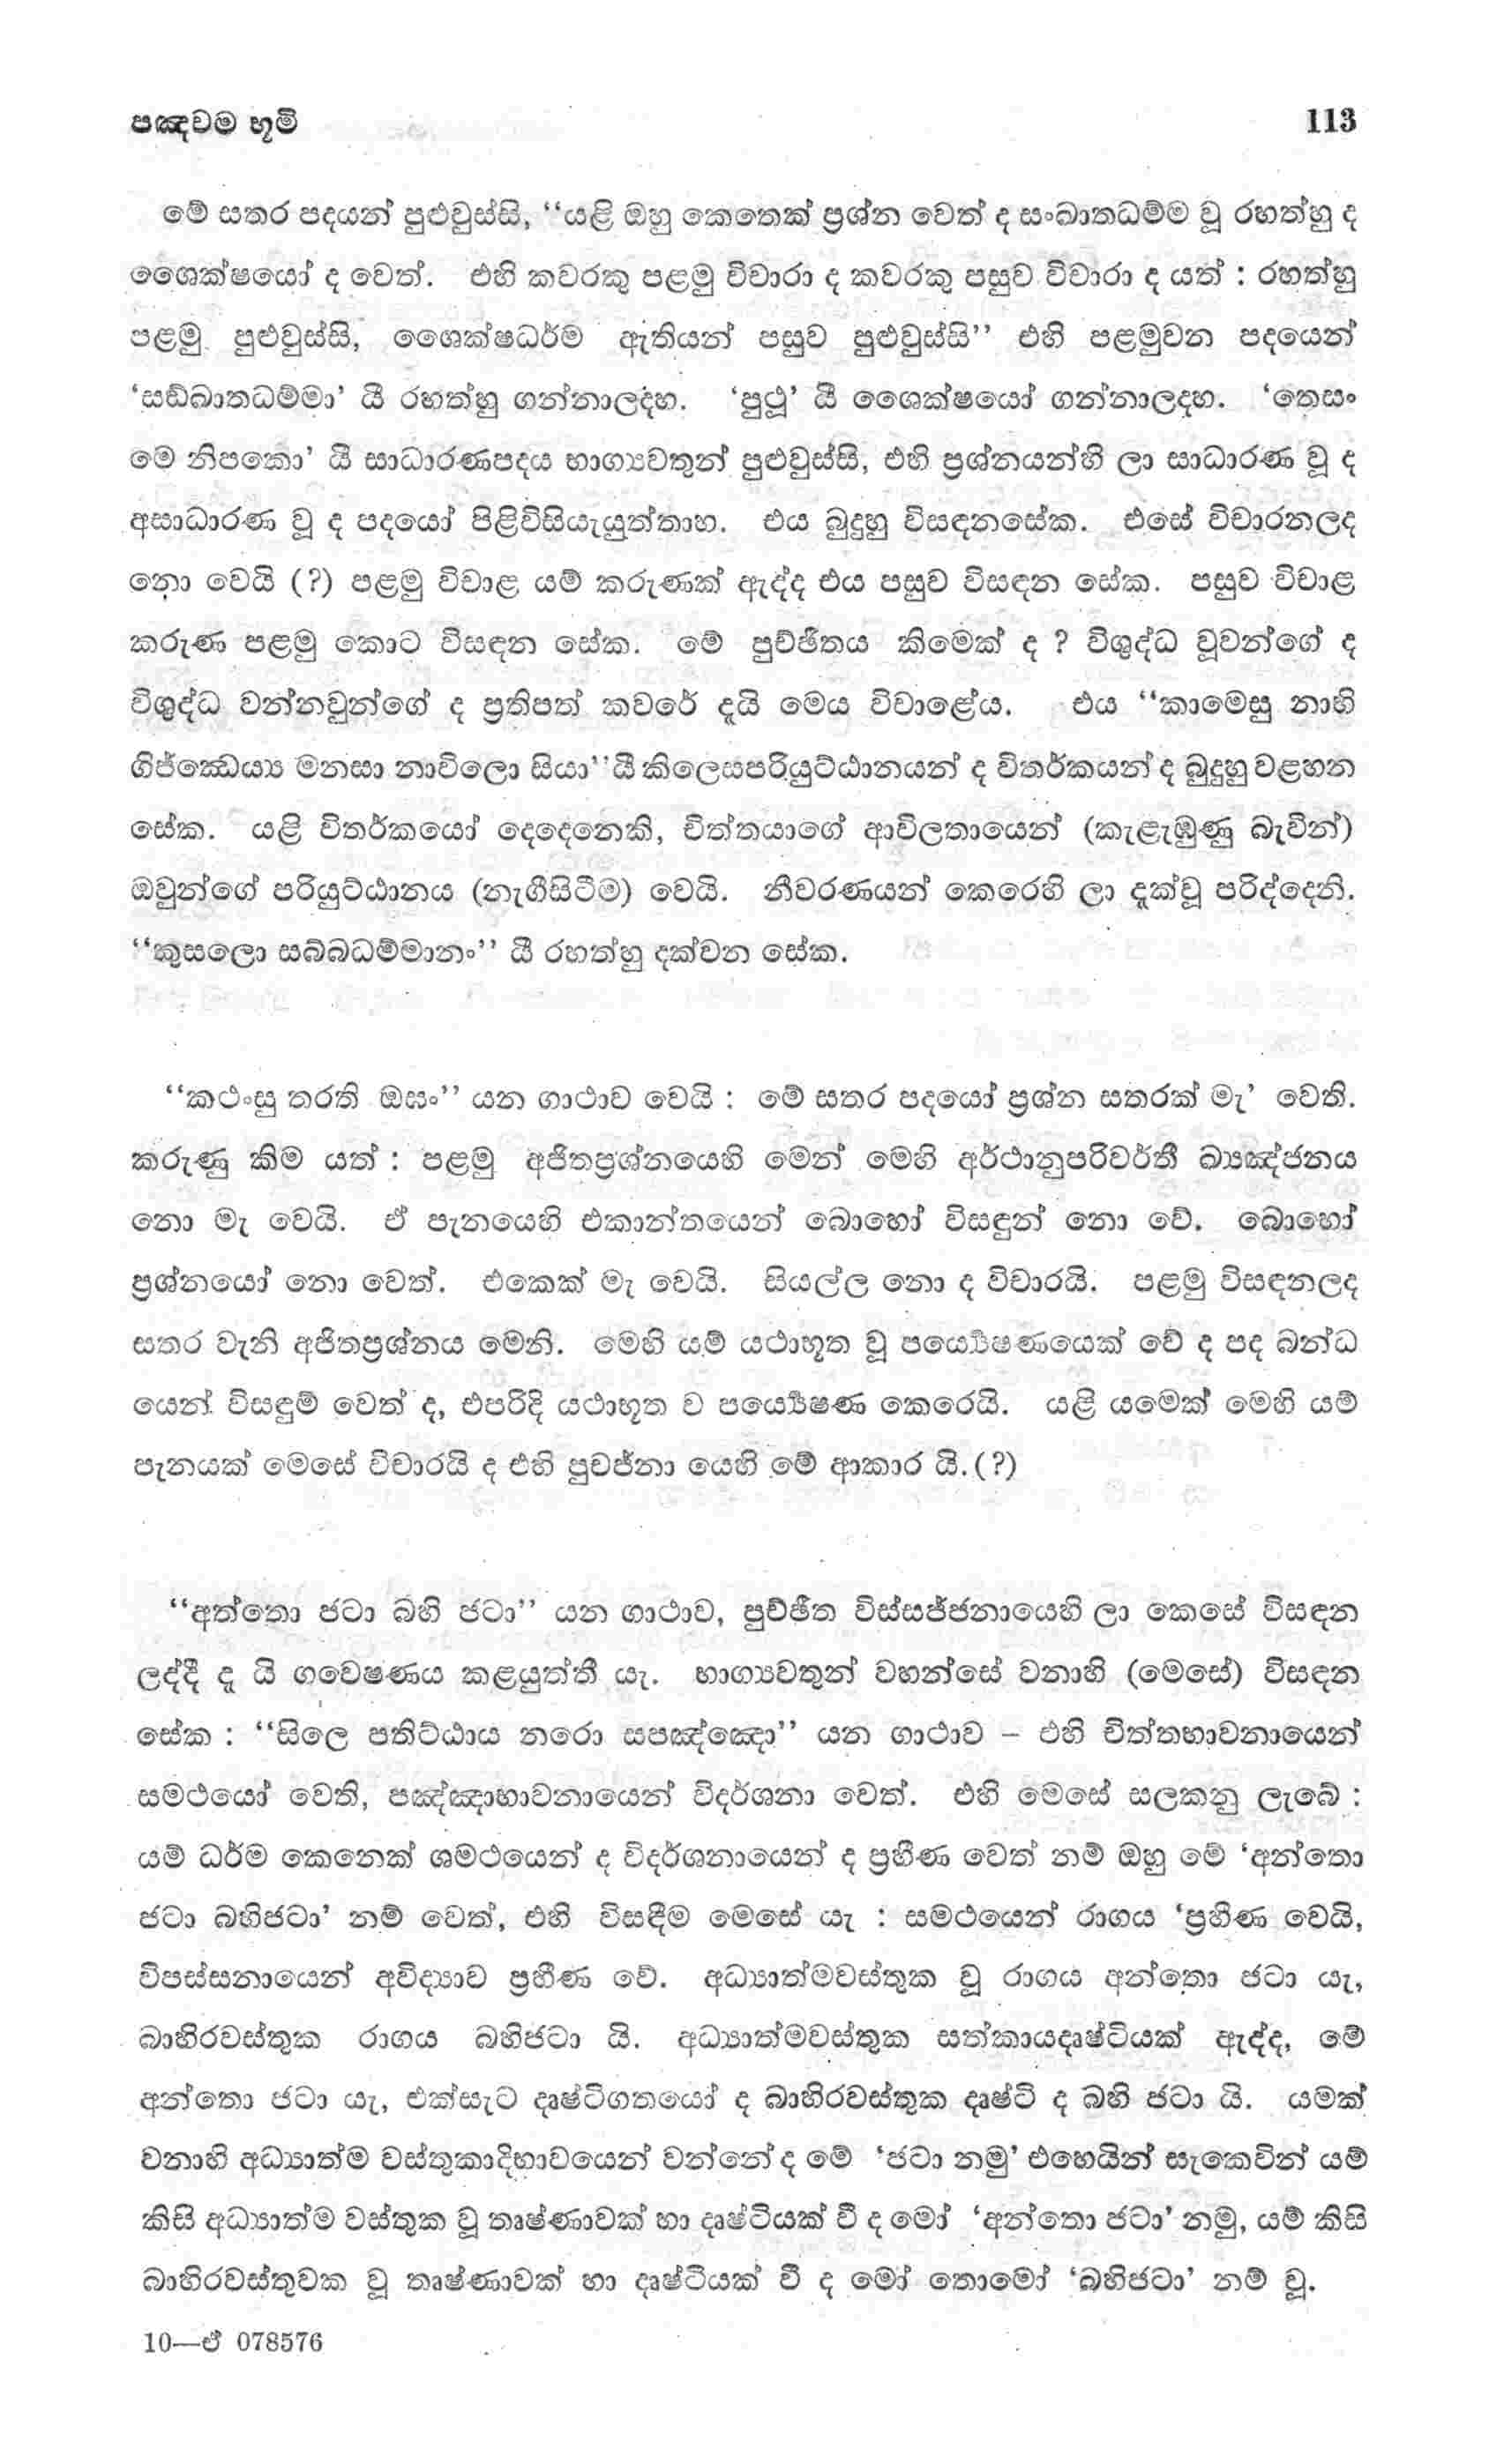 පඤ්චම භූමි 113
මේ සතර පදයන් පුළුවුස්සි, “යළි ඔහු කෙතෙක් ප්‍රශ්න වෙත් ද සංඛාතධම්ම වූ රහත්හු ද
ශෛක්ෂයෝ ද වෙත්. එහි කවරකු පළමු විචාරා ද කවරකු පසුව විචාරා ද යත් : රහත්හු
පළමු පුළුවුස්සි, ශෛක්ෂධර්ම ඇතියන් පසුව පුළුවුස්සි” එහි පළමුවන පදයෙන්
‘සඞ්ඛාතධම්මා’ යී රහත්හු ගන්නාලදහ. ‘පුථූ’ යී ශෛක්ෂයෝ ගන්නාලදහ. ‘තෙසං
මෙ නිපකො’ යී සාධාරණපදය භාග්‍යවතුන් පුළුවුස්සි, එහි ප්‍රශ්නයන්හි ලා සාධාරණ වූ ද
අසාධාරණ වූ ද පදයෝ පිළිවිසියැයුත්තාහ. එය බුදුහු විසඳනසේක. එසේ විචාරනලද
නො වෙයි (?) පළමු විචාළ යම් කරුණක් ඇද්ද එය පසුව විසඳන සේක. පසුව විචාළ
කරුණ පළමු කොට විසඳන සේක. මේ පුච්ඡිතය කිමෙක් ද ? විශුද්ධ වූවන්ගේ ද
විශුද්ධ වන්නවුන්ගේ ද ප්‍රතිපත් කවරේ දැයි මෙය විචාළේය. එය “කාමෙසු නාභි
ගිජ්ඣෙය්‍ය මනසා නාවිලො සියා”යී කිලෙසපරියුට්ඨානයන් ද විතර්කයන් ද බුදුහු වළහන
සේක. යළි විතර්කයෝ දෙදෙනෙකි, චිත්තයාගේ ආවිලතායෙන් (කැළැඹුණු බැවින්)
ඔවුන්ගේ පරියුට්ඨානය (නැගීසිටීම) වෙයි. නීවරණයන් කෙරෙහි ලා දැක්වූ පරිද්දෙනි.
“කුසලො සබ්බධම්මානං” යී රහත්හු දක්වන සේක.
“කථංසු තරති ඔඝං” යන ගාථාව වෙයි : මේ සතර පදයෝ ප්‍රශ්න සතරක් මැ’ වෙති.
කරුණු කිම යත් : පළමු අජිතප්‍රශ්නයෙහි මෙන් මෙහි අර්ථානුපරිවර්තී ඛ්‍යඤ්ජනය
නො මැ වෙයි. ඒ පැනයෙහි එකාන්තයෙන් බොහෝ විසඳුන් නො වේ. බොහෝ
ප්‍රශ්නයෝ නො වෙත්. එකෙක් මැ වෙයි. සියල්ල නො ද විචාරයි. පළමු විසඳනලද
සතර වැනි අජිතප්‍රශ්නය මෙනි. මෙහි යම් යථාභූත වූ පර්‍ය්‍යෙෂණයෙක් වේ ද පද බන්ධ
යෙන් විසඳුම් වෙත් ද, එපරිදි යථාභූත ව පර්‍ය්‍යෙෂණ කෙරෙයි. යළි යමෙක් මෙහි යම්
පැනයක් මෙසේ විචාරයි ද එහි පුච්ඡනා යෙහි මේ ආකාර යි.(?)
“අත්තො ජටා බහි ජටා” යන ගාථාව, පුච්ඡිත විස්සජ්ජනායෙහි ලා කෙසේ විසඳන
ලද්දී දැ යි ගවෙෂණය කළයුත්තී යැ. භාග්‍යවතුන් වහන්සේ වනාහි (මෙසේ) විසඳන
සේක : “සිලෙ පතිට්ඨාය නරො සපඤ්ඤො” යන ගාථාව – එහි චිත්තභාවනායෙන්
සමථයෝ වෙති, පඤ්ඤාභාවනායෙන් විදර්ශනා වෙත්. එහි මෙසේ සලකනු ලැබේ :
යම් ධර්ම කෙනෙක් ශමථයෙන් ද විදර්ශනායෙන් ද ප්‍රහීණ වෙත් නම් ඔහු මේ ‘අන්තො
ජටා බහිජටා’ නම් වෙත්, එහි විසඳීම මෙසේ යැ : සමථයෙන් රාගය ‘ප්‍රහීණ වෙයි,
විපස්සනායෙන් අවිද්‍යාව ප්‍රහීණ වේ. අධ්‍යාත්මවස්තුක වූ රාගය අන්තො ජටා යැ,
බාහිරවස්තුක රාගය බහිජටා යි. අධ්‍යාත්මවස්තුක සත්කායදෘෂ්ටියක් ඇද්ද, මේ
අන්තො ජටා යැ, එක්සැට දෘෂ්ටිගතයෝ ද බාහිරවස්තුක දෘෂ්ටි ද බහි ජටා යි. යමක්
වනාහි අධ්‍යාත්ම වස්තුකාදිභාවයෙන් වන්නේ ද මේ ‘ජටා නමු’ එහෙයින් සැකෙවින් යම්
කිසි අධ්‍යාත්ම වස්තුක වූ තෘෂ්ණාවක් හා දෘෂ්ටියක් වී ද මෝ ‘අන්තො ජටා’ නමු, යම් කිසි
බාහිරවස්තුවක වූ තෘෂ්ණාවක් හා දෘෂ්ටියක් වී ද මෝ තොමෝ ‘බහිජටා’ නම් වූ.
10—ඒ 078576